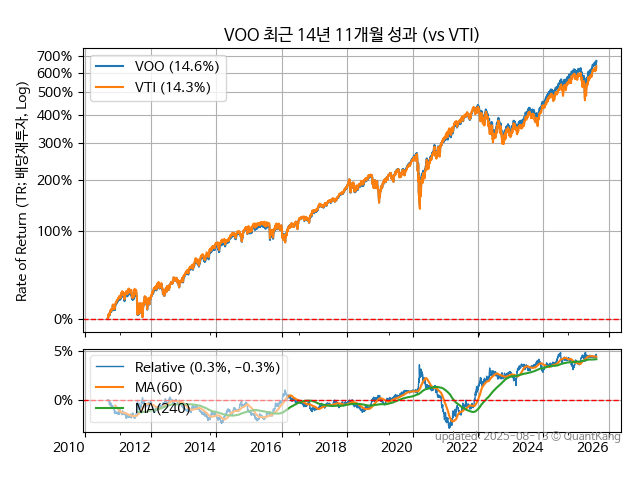 VOO 최근 14년 11개월 성과 (vs VTI)
Rate of Return (TR; 배당재투자, Log)
700%
600%
500%
400%
300%
200%
100%
0%
VOO (14.6%)
VTI (14.3%)
5%
0%
Relative (0.3%, −0.3%)
MA(60)
MA(240)
2010 2012 2014 2016 2018 2020 2022 2024 2026
updated: 2025-08-13 © QuantKang